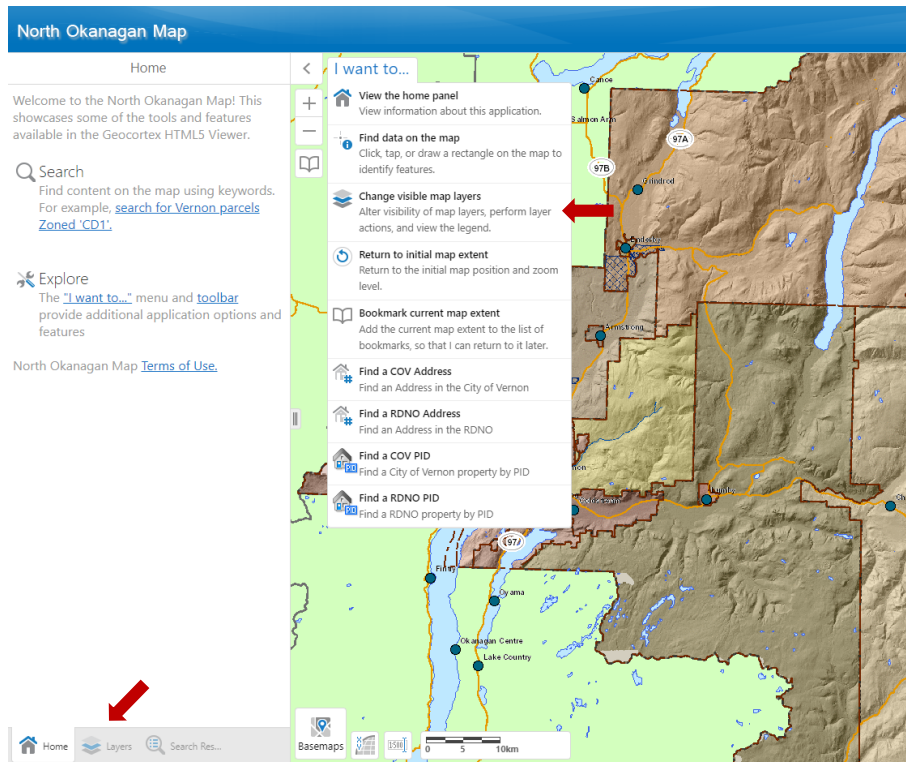 North Okanagan Map
Home
Welcome to the North Okanagan Map! This
showcases some of the tools and features
available in the Geocortex HTML5 Viewer.
Search
Find content on the map using keywords.
For example, search for Vernon parcels
Zoned 'CD1'.
Explore
The "I want to..." menu and toolbar
provide additional application options and
features
North Okanagan Map Terms of Use.
Home
Layers
Search Res...
I want to...
View the home panel
View information about this application.
Find data on the map
Click, tap, or draw a rectangle on the map to
identify features.
Change visible map layers
Alter visibility of map layers, perform layer
actions, and view the legend.
Return to initial map extent
Return to the initial map position and zoom
level.
Bookmark current map extent
Add the current map extent to the list of
bookmarks, so that I can return to it later.
Find a COV Address
Find an Address in the City of Vernon
Find a RDNO Address
Find an Address in the RDNO
Find a COV PID
Find a City of Vernon property by PID
Find a RDNO PID
Find a RDNO property by PID
Canoe
Salmon Arm
97A
97B
Grindrod
Enderby
Armstrong
Lumby
97A
Fintry
Oyama
Okanagan Centre
Lake Country
Basemaps
0 5 10km